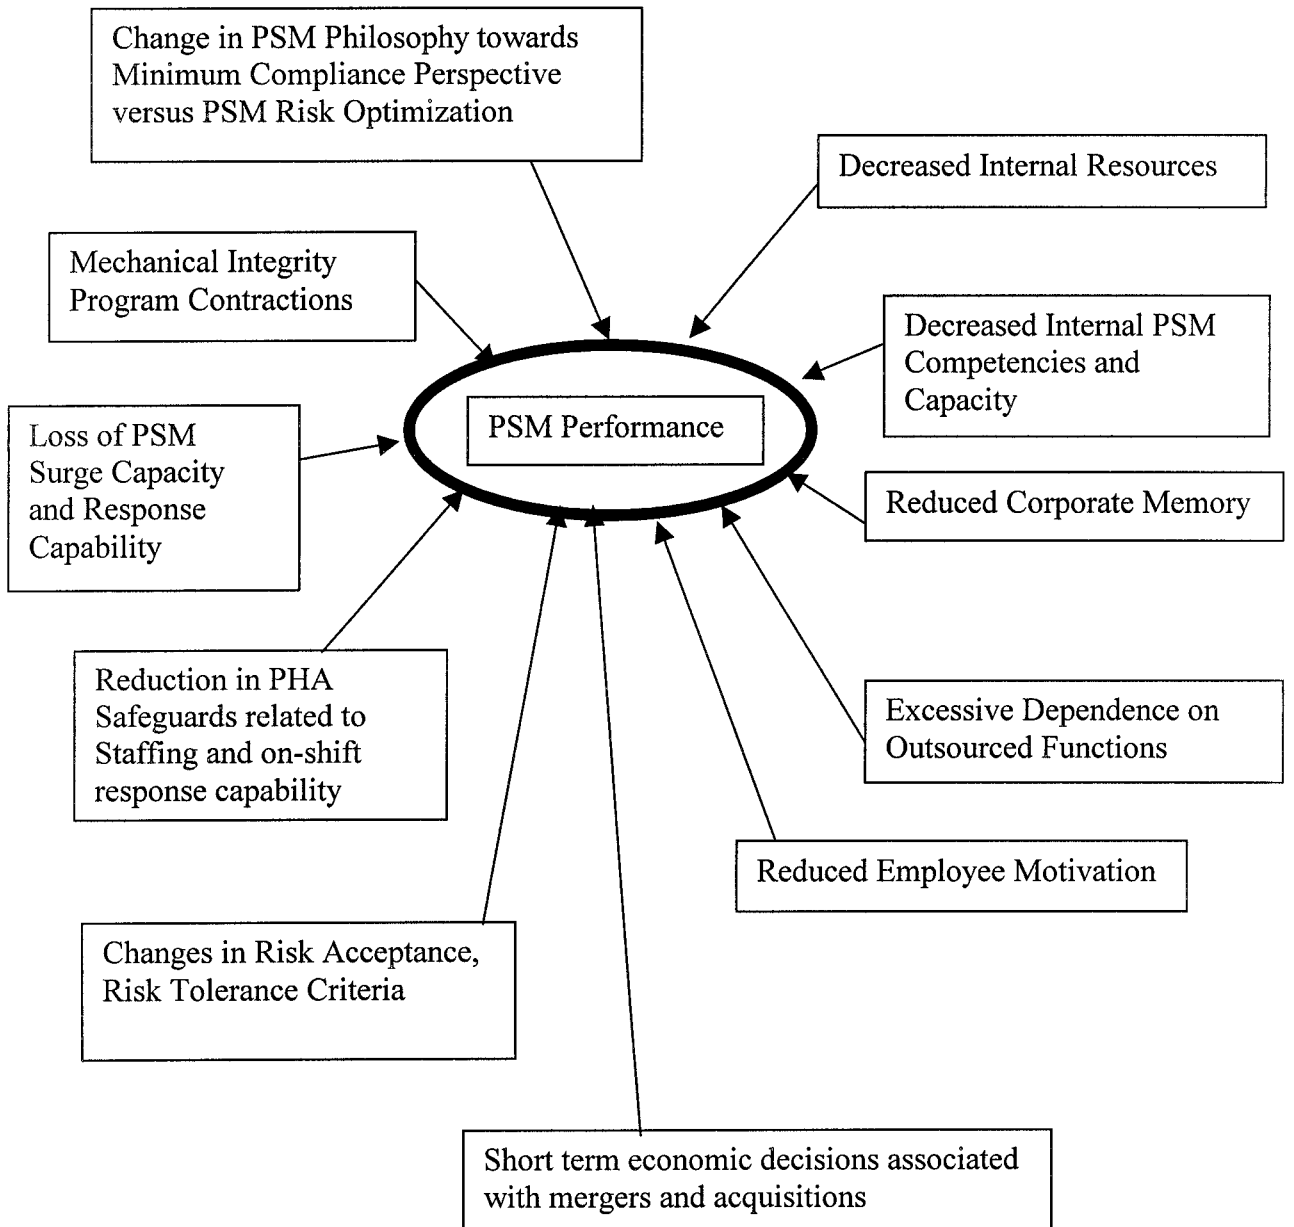 Change in PSM Philosophy towards
Minimum Compliance Perspective
versus PSM Risk Optimization
Decreased Internal Resources
Mechanical Integrity
Program Contractions
Decreased Internal PSM
Competencies and
Capacity
PSM Performance
Loss of PSM
Surge Capacity
and Response
Capability
Reduced Corporate Memory
Reduction in PHA
Safeguards related to
Staffing and on-shift
response capability
Excessive Dependence on
Outsourced Functions
Reduced Employee Motivation
Changes in Risk Acceptance,
Risk Tolerance Criteria
Short term economic decisions associated
with mergers and acquisitions